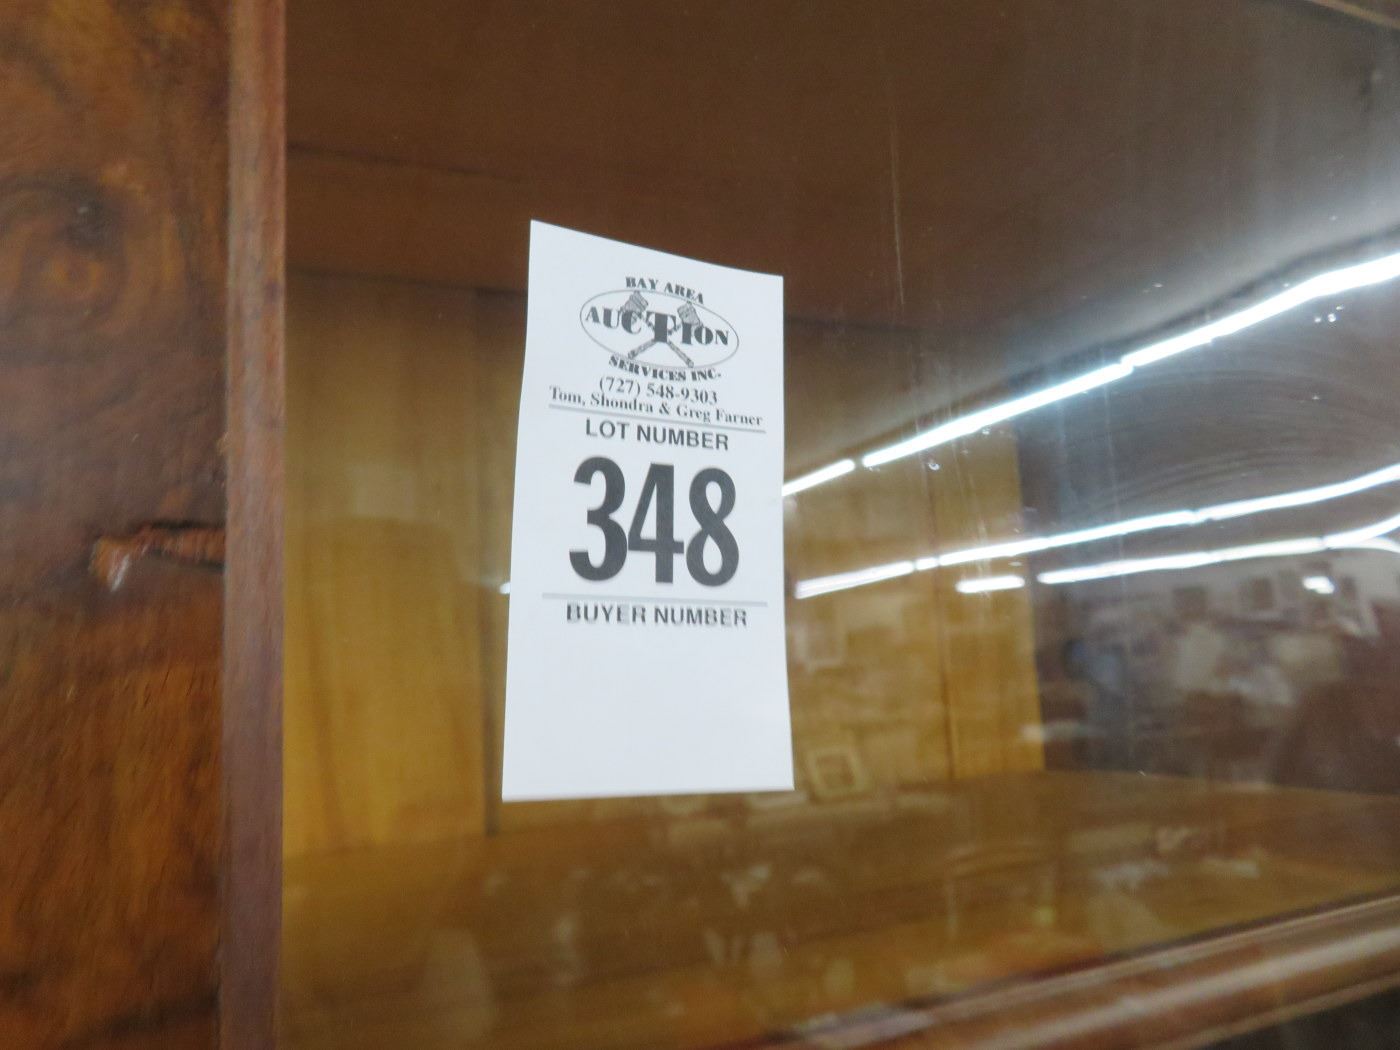 BAY AREA
AUCTION
SERVICES INC.
(727) 548-9303
Tom, Shondra & Greg Farner
LOT NUMBER
348
BUYER NUMBER